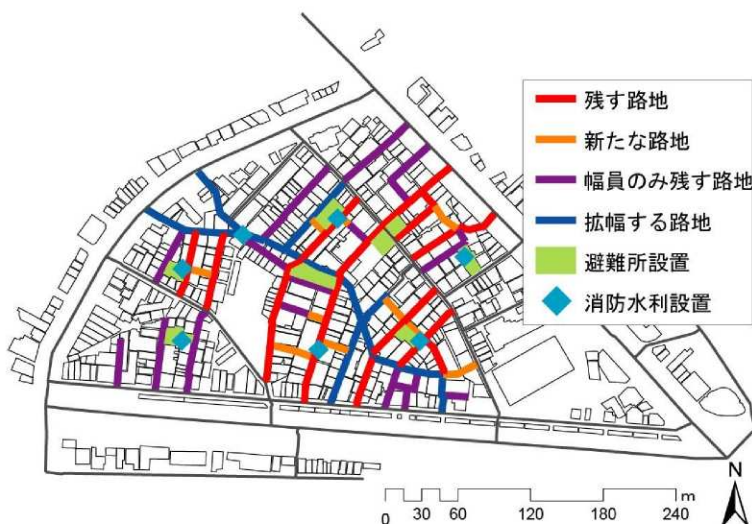 残す路地
新たな路地
幅員のみ残す路地
拡幅する路地
避難所設置
消防水利設置
N
m
0 30 60 120 180 240